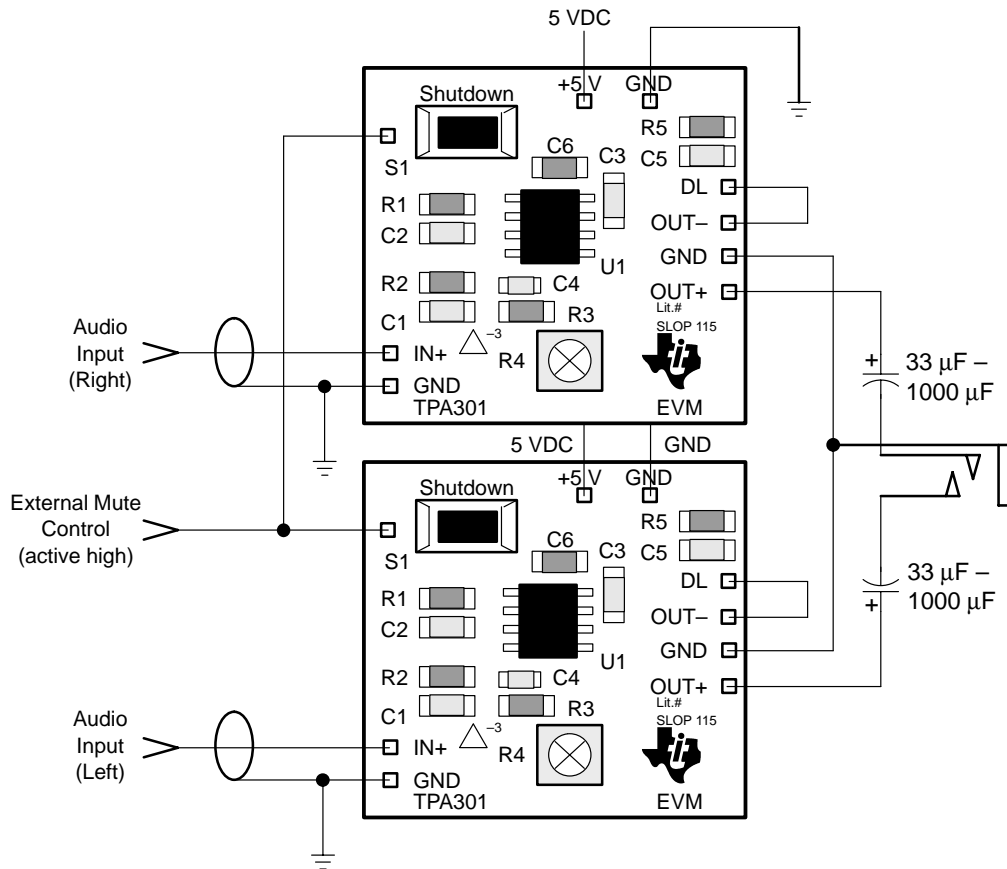 5 VDC
+5 V
GND
Shutdown
S1
R5
C5
C6
C3
R1
C2
DL
OUT–
GND
U1
R2
C1
C4
R3
OUT+
Lit.#
SLOP 115
–3
R4
Audio
Input
(Right)
IN+
GND
TPA301
EVM
33 µF –
1000 µF
5 VDC
GND
+5 V
GND
Shutdown
External Mute
Control
(active high)
S1
R5
C5
C6
C3
R1
C2
DL
OUT–
GND
U1
33 µF –
1000 µF
R2
C1
C4
R3
OUT+
Lit.#
SLOP 115
–3
R4
Audio
Input
(Left)
IN+
GND
TPA301
EVM